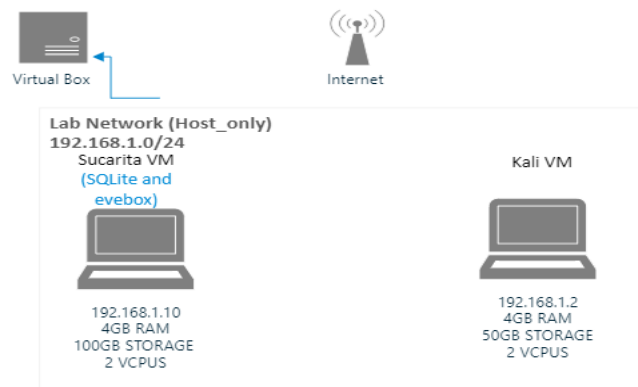 Virtual Box
Internet
Lab Network (Host_only)
192.168.1.0/24
Sucarita VM
(SQLite and
evebox)
192.168.1.10
4GB RAM
100GB STORAGE
2 VCPUS
Kali VM
192.168.1.2
4GB RAM
50GB STORAGE
2 VCPUS